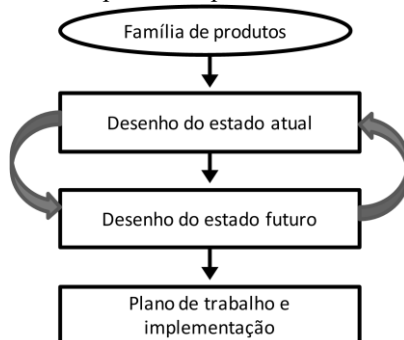 Família de produtos
Desenho do estado atual
Desenho do estado futuro
Plano de trabalho e
implementação